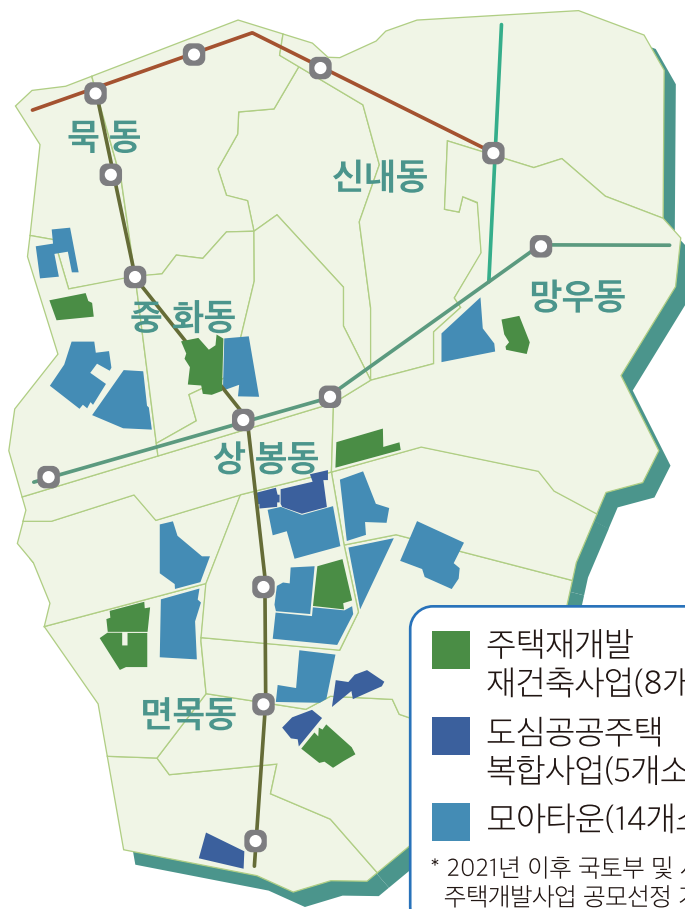 묵 동
신내동
망우동
중 화동
상 봉동
면목동
주택재개발
재건축사업(8개
도심공공주택
복합사업(5개소
모아타운(14개소
* 2021년 이후 국토부 및
주택개발사업 공모선정